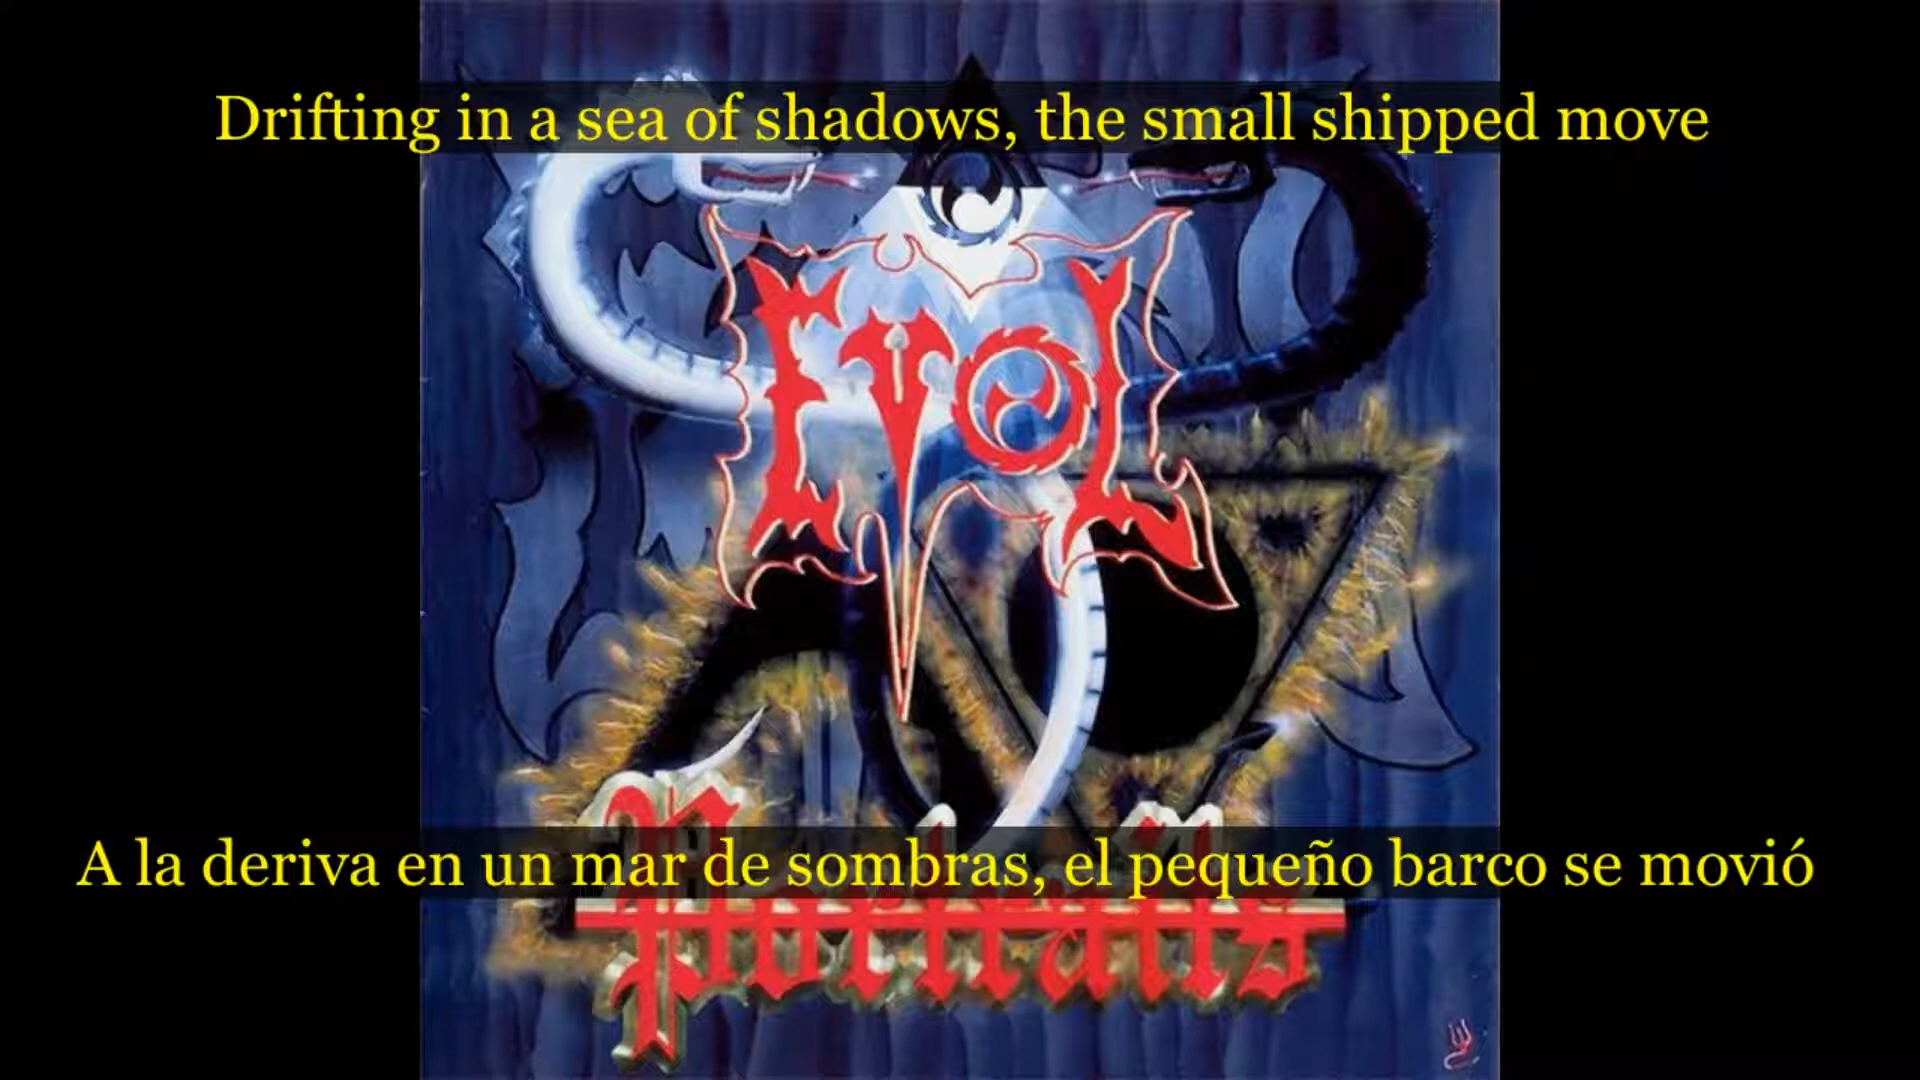 Drifting in a sea of shadows, the small shipped move
Evol
A la deriva en un mar de sombras, el pequeño barco se movió
Portraits